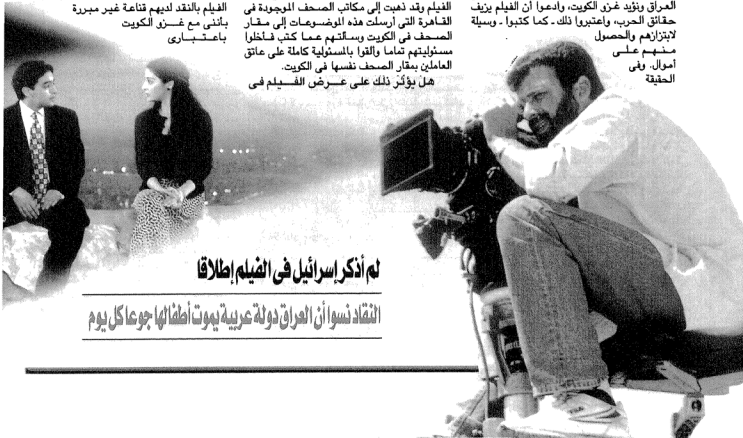 العراق ونؤيد غزو الكويت، وادعوا أن الفيلم يزيف
حقائق الحرب، واعتبروا ذلك ـ كما كتبوا ـ وسيلة
لابتزازهم والحصول
منهم على
أموال. وفى
الحقيقة
الفيلم وقد ذهبت إلى مكاتب الصحف الموجودة فى
القاهرة التى أرسلت هذه الموضوعات إلى مقار
الصحف فى الكويت وسألتهم عما كتب فأخلوا
مسئوليتهم تماما وألقوا بالمسئولية كاملة على عاتق
العاملين بمقار الصحف نفسها فى الكويت.
هل يؤثر ذلك على عرض الفيلم فى
الفيلم بالنقد لديهم قناعة غير مبررة
بأننى مع غزو الكويت
باعتبارى
لم أذكر إسرائيل فى الفيلم إطلاقا
النقاد نسوا أن العراق دولة عربية يموت أطفالها جوعا كل يوم